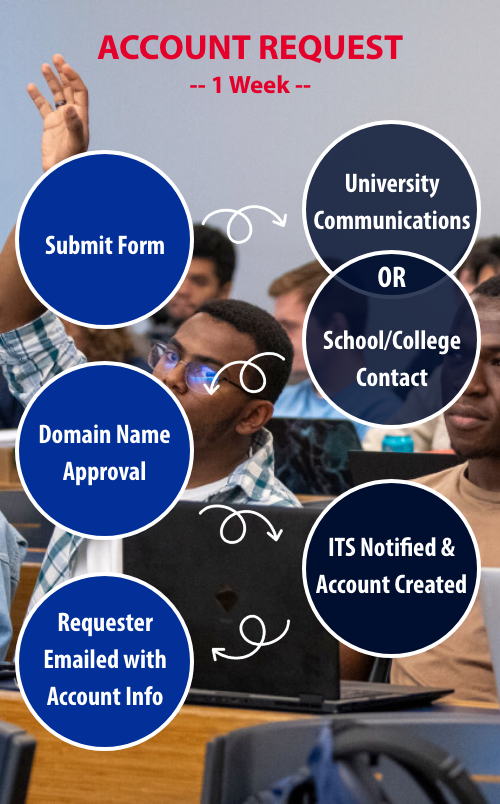 ACCOUNT REQUEST
-- 1 Week --
Submit Form
University
Communications
OR
School/College
Contact
Domain Name
Approval
ITS Notified &
Account Created
Requester
Emailed with
Account Info